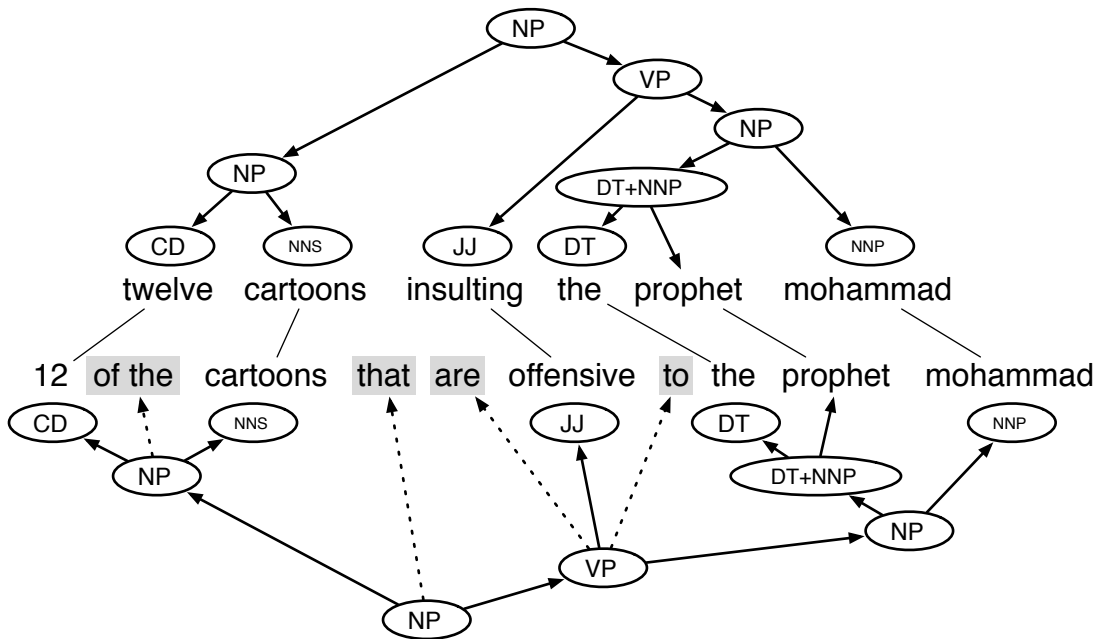 NP
VP
NP
NP
DT+NNP
CD NNS JJ DT NNP
twelve cartoons insulting the prophet mohammad
12 of the cartoons that are offensive to the prophet mohammad
CD NNS JJ DT NNP
NP DT+NNP
NP
VP
NP